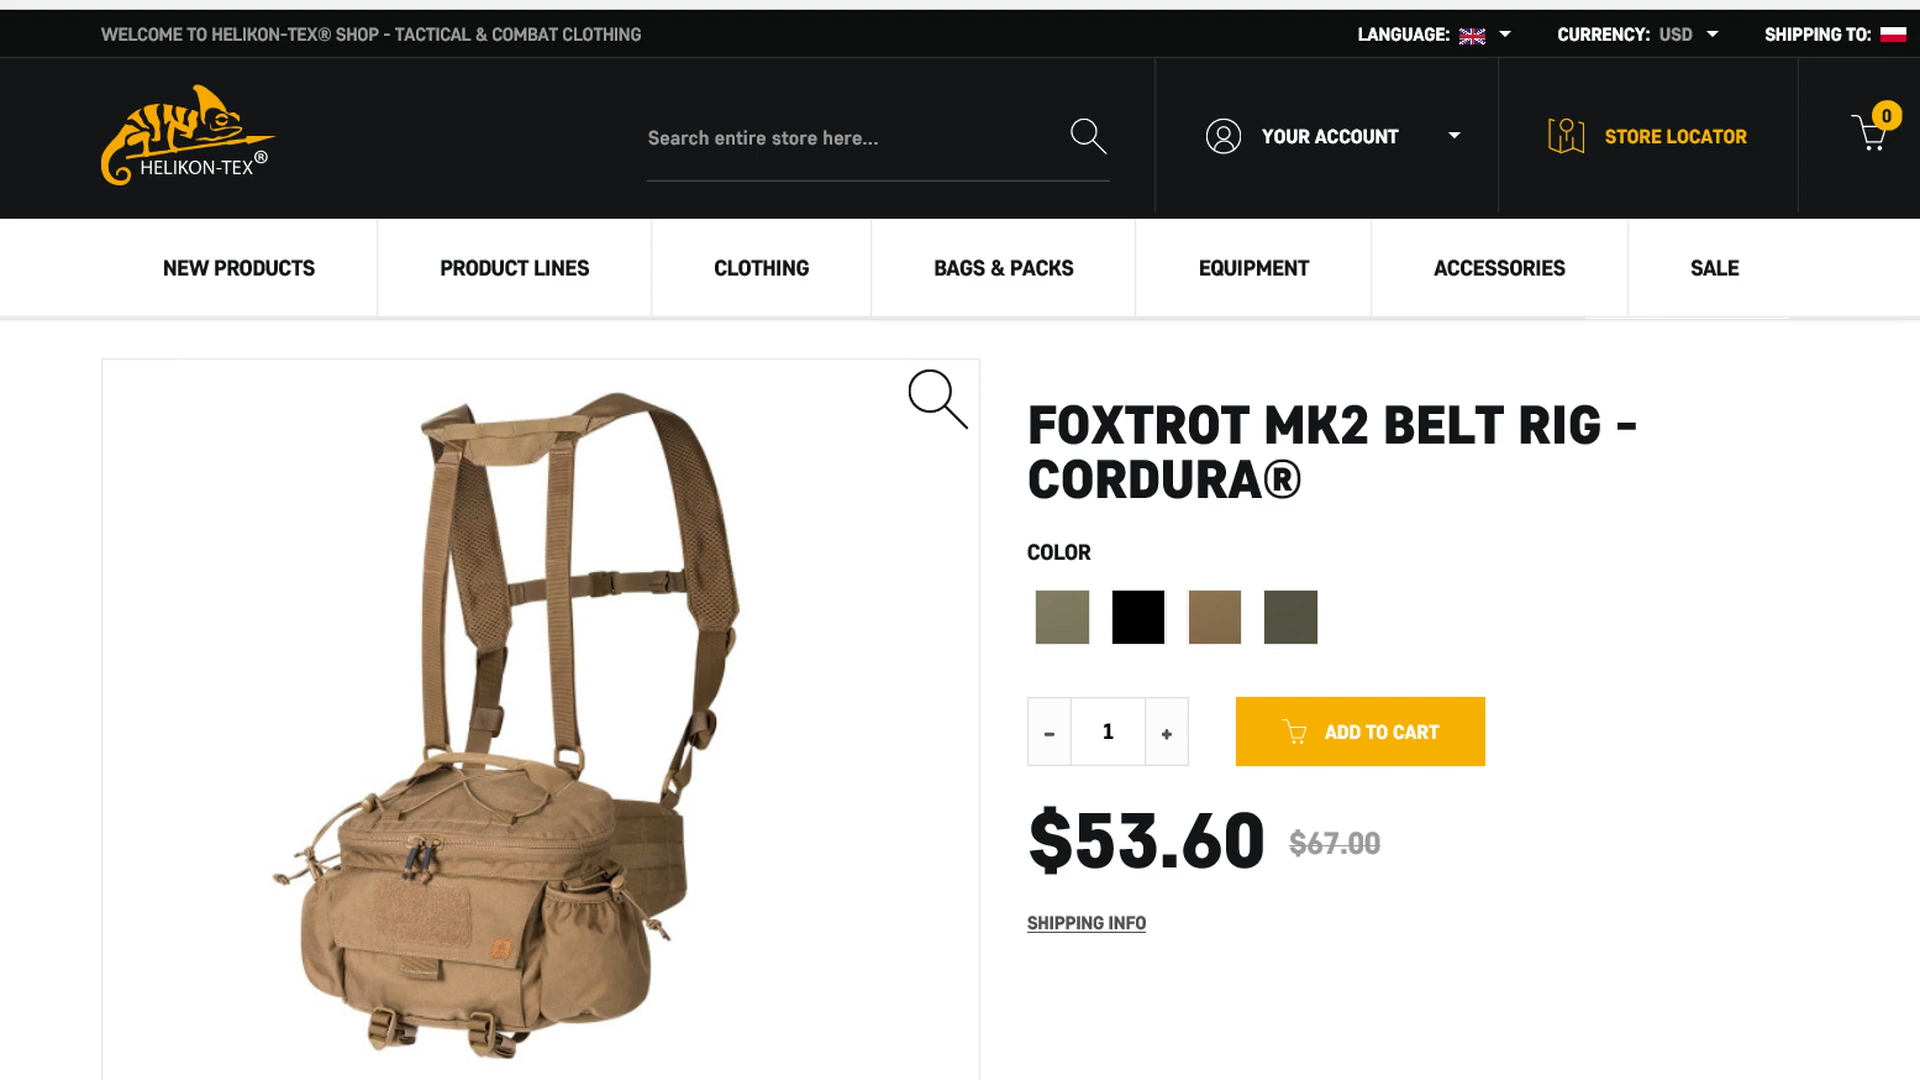 WELCOME TO HELIKON-TEX® SHOP - TACTICAL & COMBAT CLOTHING
LANGUAGE:
CURRENCY: USD
SHIPPING TO:
HELIKON-TEX®
Search entire store here...
YOUR ACCOUNT
STORE LOCATOR
0
NEW PRODUCTS
PRODUCT LINES
CLOTHING
BAGS & PACKS
EQUIPMENT
ACCESSORIES
SALE
FOXTROT MK2 BELT RIG -
CORDURA®
COLOR
- 1 +
ADD TO CART
$53.60 $67.00
SHIPPING INFO